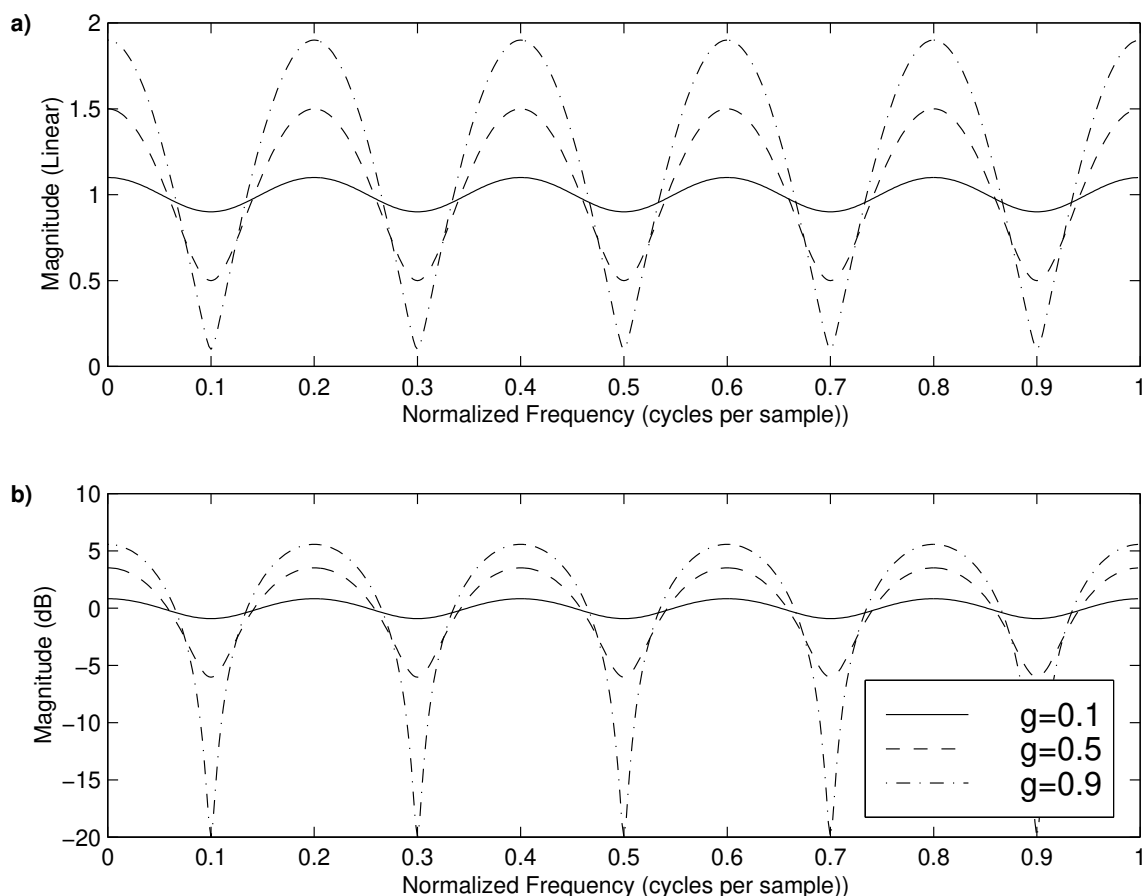 a)
2
1.5
1
0.5
0
Magnitude (Linear)
0 0.1 0.2 0.3 0.4 0.5 0.6 0.7 0.8 0.9 1
Normalized Frequency (cycles per sample))
b)
10
5
0
−5
−10
−15
−20
Magnitude (dB)
g=0.1
g=0.5
g=0.9
0 0.1 0.2 0.3 0.4 0.5 0.6 0.7 0.8 0.9 1
Normalized Frequency (cycles per sample))